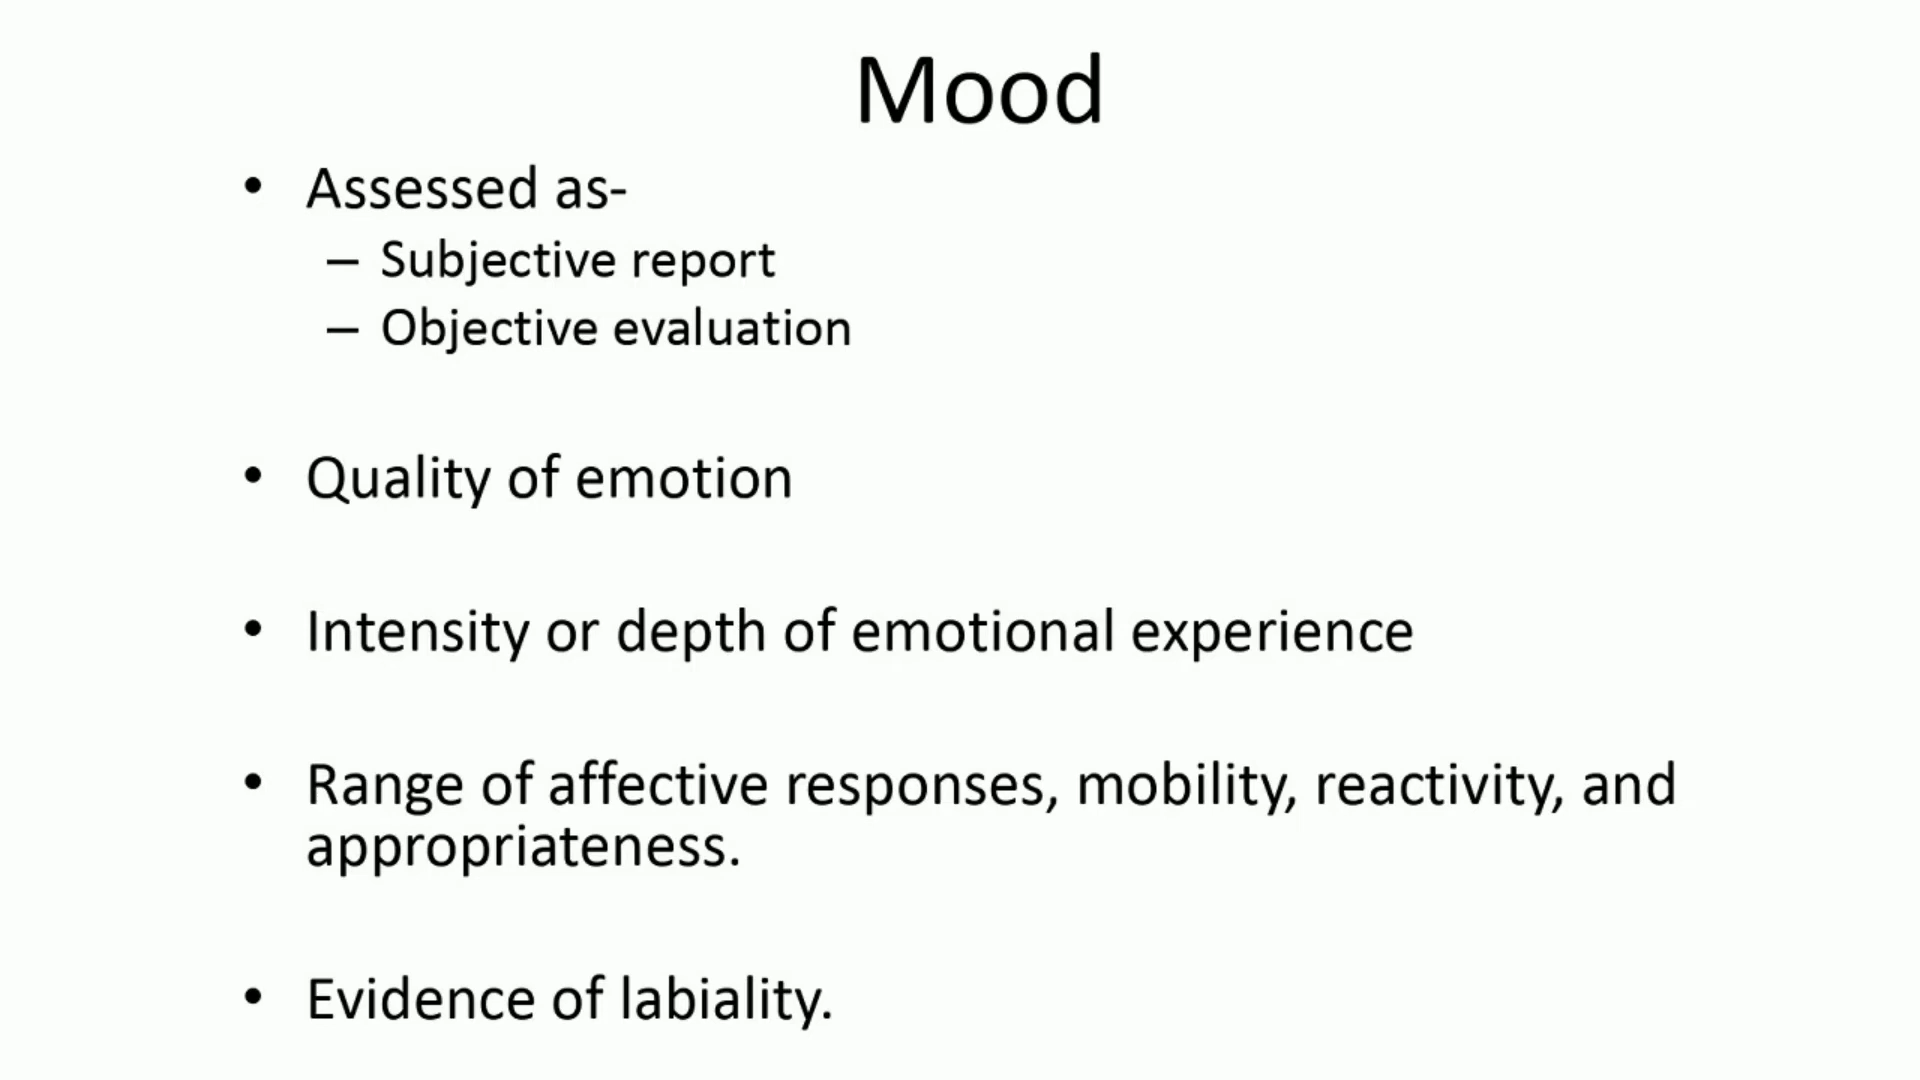 Mood
• Assessed as-
– Subjective report
– Objective evaluation
• Quality of emotion
• Intensity or depth of emotional experience
• Range of affective responses, mobility, reactivity, and
appropriateness.
• Evidence of labiality.